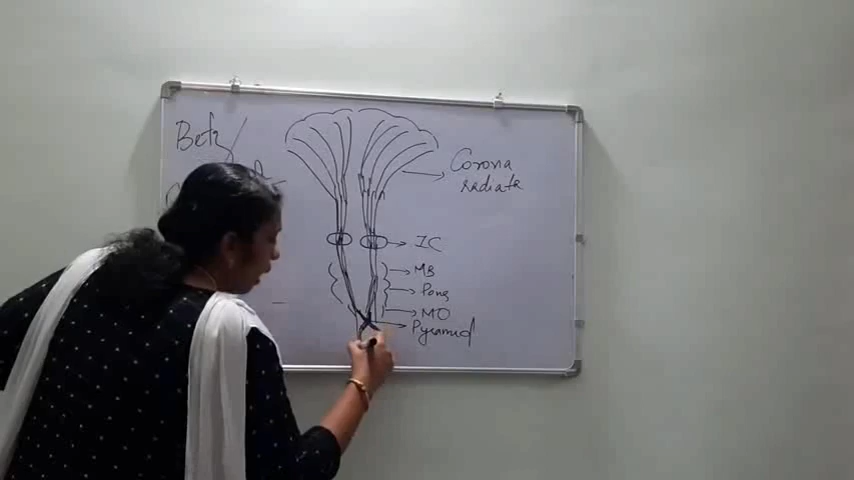 Betz
Corona
radiata
IC
MB
Pons
MO
Pyramid